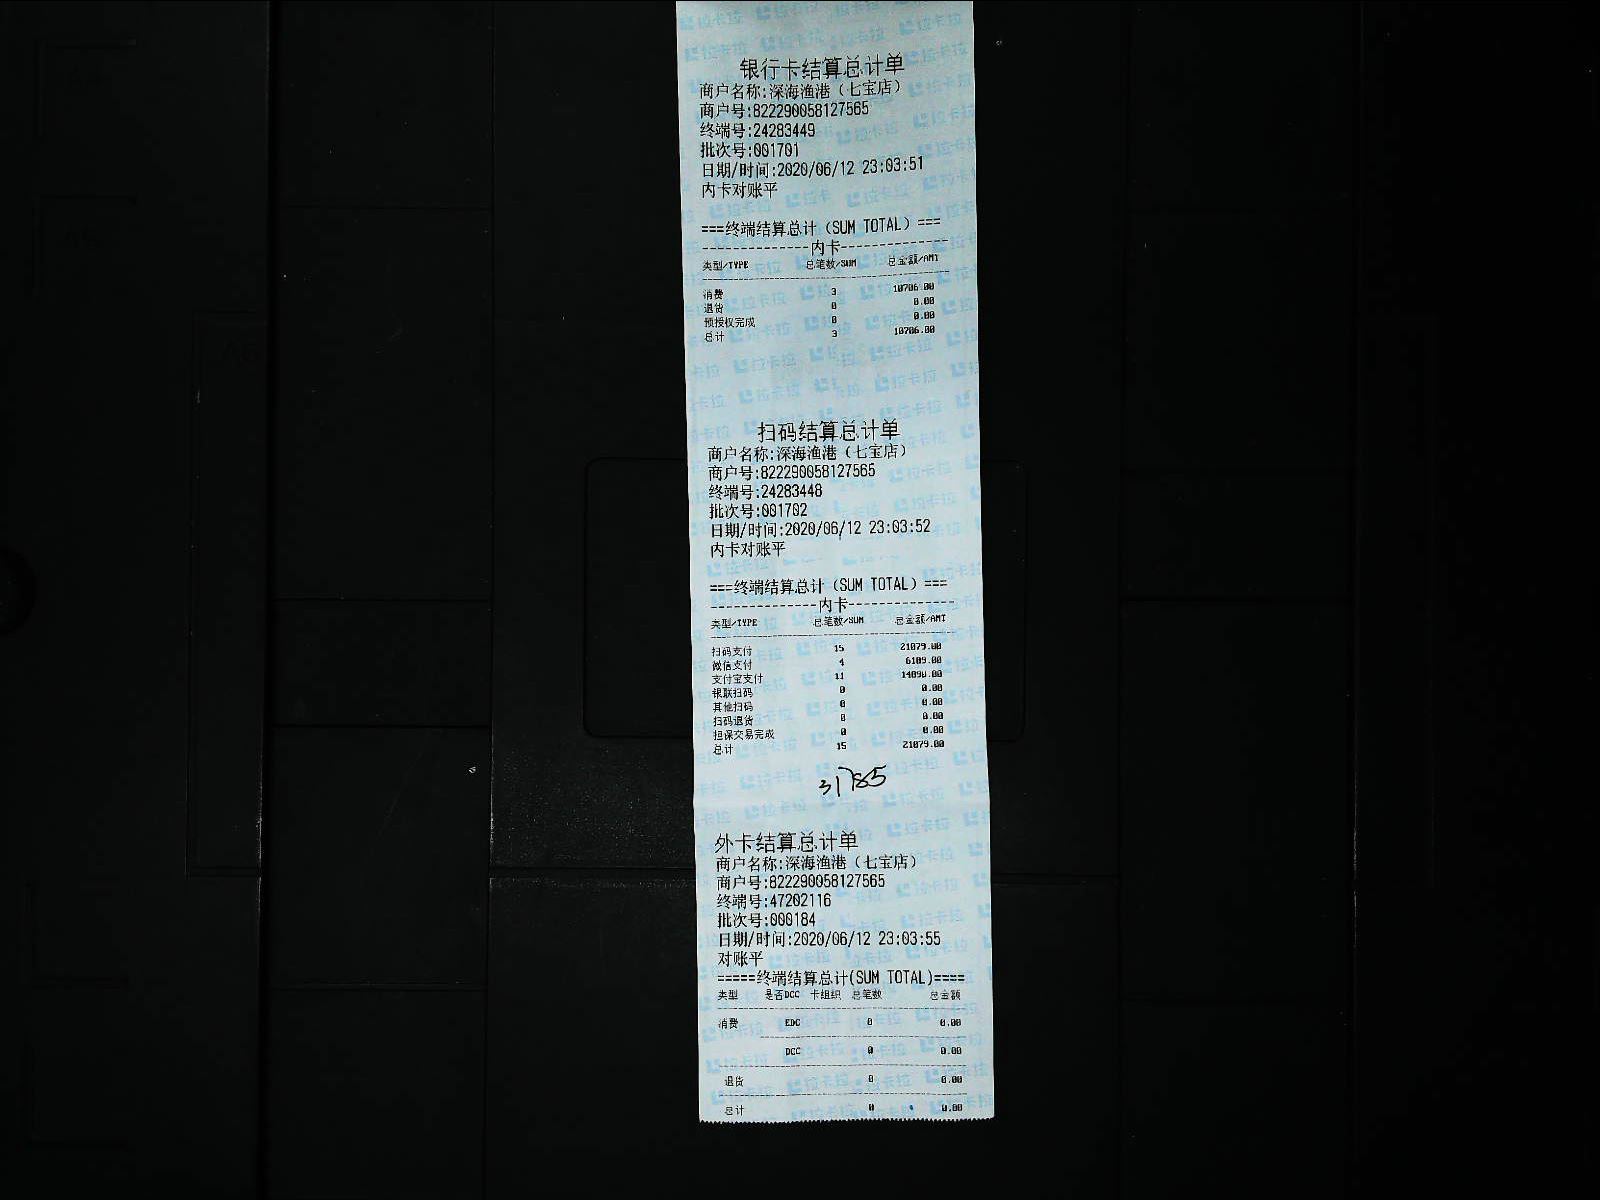 银行卡结算总计单
商户名称:深海渔港（七宝店）
商户号:822290058127565
终端号:24283449
批次号:001701
日期/时间:2020/06/12 23:03:51
内卡对账平
===终端结算总计（SUM TOTAL）===
--------------内卡--------------
类型/TYPE 总笔数/SUM 总金额/AMT
消费 3 10706.00
退货 0 0.00
预授权完成 0 0.00
总计 3 10706.00
扫码结算总计单
商户名称:深海渔港（七宝店）
商户号:822290058127565
终端号:24283448
批次号:001702
日期/时间:2020/06/12 23:03:52
内卡对账平
===终端结算总计（SUM TOTAL）===
--------------内卡--------------
类型/TYPE 总笔数/SUM 总金额/AMT
扫码支付 15 21079.00
微信支付 4 6189.00
支付宝支付 11 14890.00
银联扫码 0 0.00
其他扫码 0 0.00
扫码退货 0 0.00
担保交易完成 0 0.00
总计 15 21079.00
31785
外卡结算总计单
商户名称:深海渔港（七宝店）
商户号:822290058127565
终端号:47202116
批次号:000184
日期/时间:2020/06/12 23:03:55
对账平
=====终端结算总计(SUM TOTAL)====
类型 是否DCC 卡组织 总笔数 总金额
消费 EDC 0 0.00
DCC 0 0.00
退货 0 0.00
总计 0 0.00